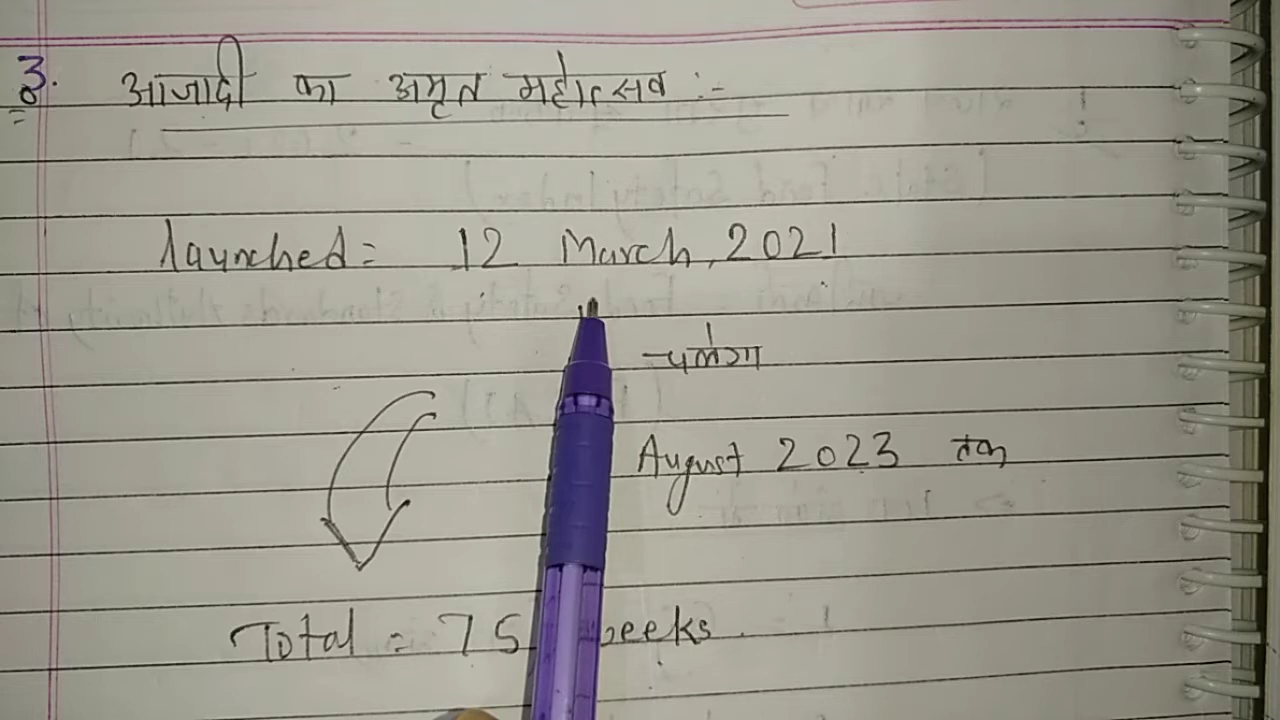 3. आजादी का अमृत महोत्सव :-
launched = 12 March, 2021
चलेगा
August 2023 तक
Total = 75 weeks.